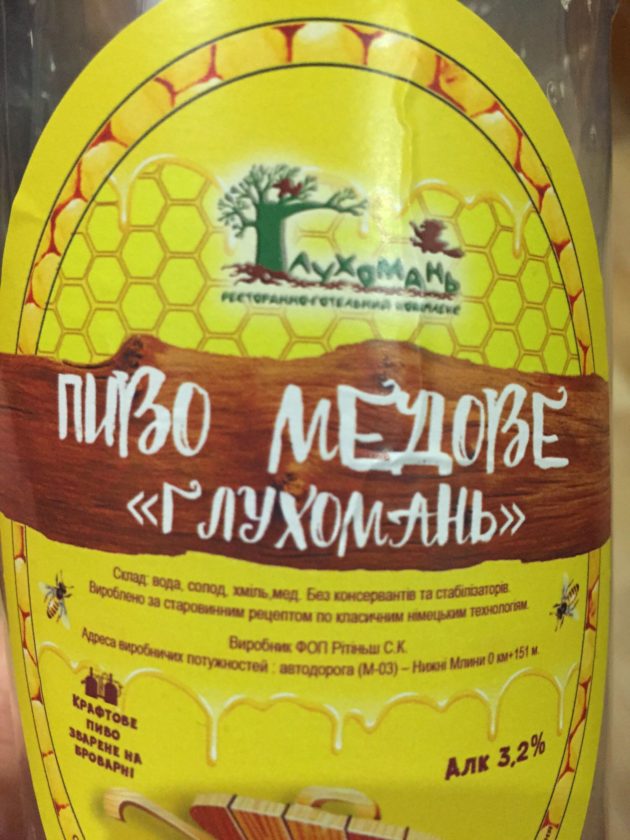 Глухомань
РЕСТОРАННО-ГОТЕЛЬНИЙ КОМПЛЕКС
ПИВО МЕДОВЕ
«ГЛУХОМАНЬ»
Склад: вода, солод, хміль,мед. Без консервантів та стабілізаторів.
Вироблено за старовинним рецептом по класичним німецьким технологіям.
Виробник ФОП Рітіньш С.К.
Адреса виробничих потужностей : автодорога (М-03) – Нижні Млини 0 км+151 м.
КРАФТОВЕ
ПИВО
ЗВАРЕНЕ НА
БРОВАРНІ
Алк 3,2%